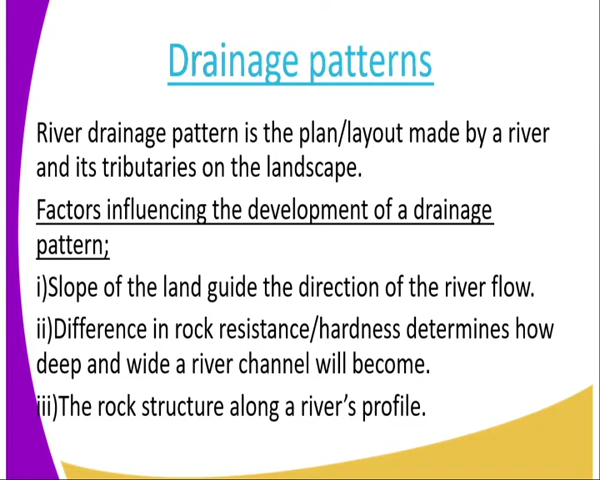 Drainage patterns
River drainage pattern is the plan/layout made by a river
and its tributaries on the landscape.
Factors influencing the development of a drainage
pattern;
i)Slope of the land guide the direction of the river flow.
ii)Difference in rock resistance/hardness determines how
deep and wide a river channel will become.
iii)The rock structure along a river’s profile.